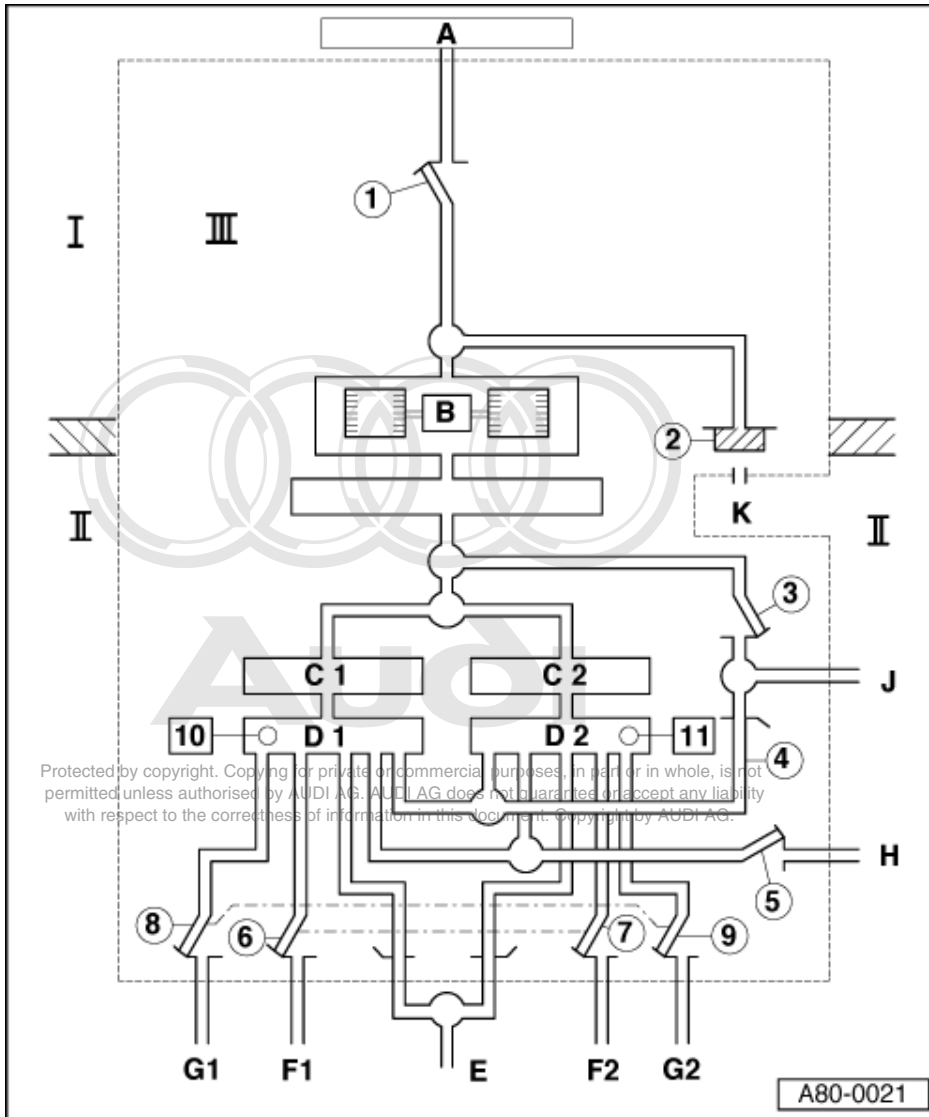 A
1
I
III
B
2
K
II
II
3
C 1
C 2
J
10
D 1
D 2
11
4
Audi
Protected by copyright. Copying for private or commercial purposes, in part or in whole, is not
permitted unless authorised by AUDI AG. AUDI AG does not guarantee or accept any liability
with respect to the correctness of information in this document. Copyright by AUDI AG.
H
5
8
6
7
9
G1
F1
E
F2
G2
A80-0021